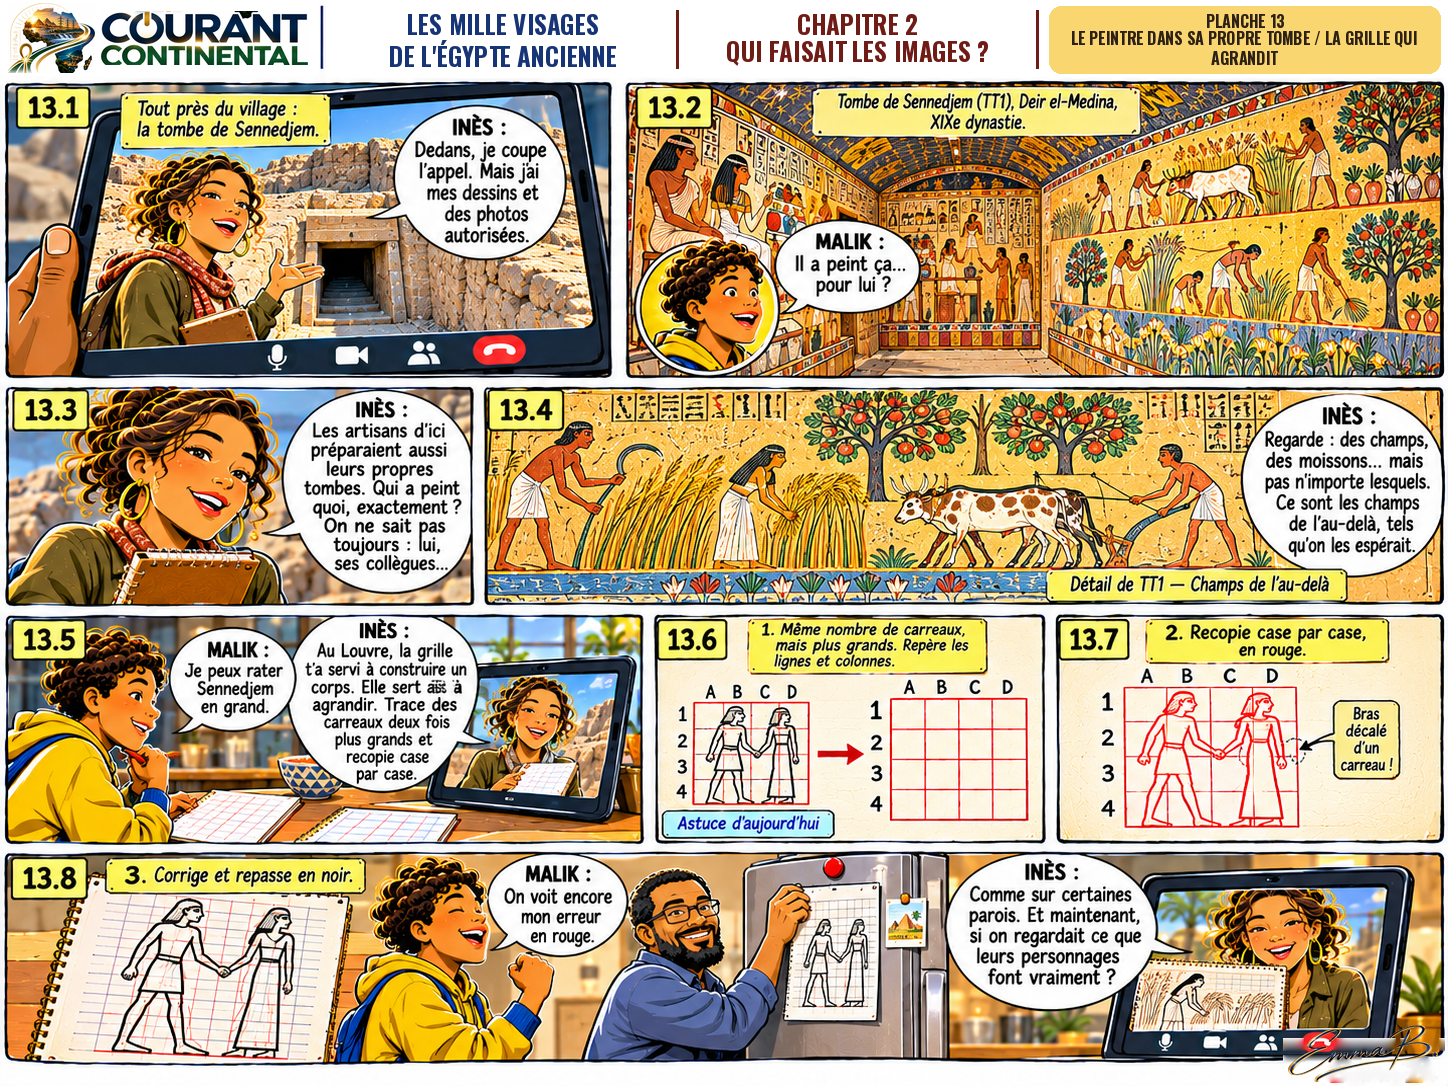 COURANT
CONTINENTAL
LES MILLE VISAGES
DE L'ÉGYPTE ANCIENNE
CHAPITRE 2
QUI FAISAIT LES IMAGES ?
PLANCHE 13
LE PEINTRE DANS SA PROPRE TOMBE / LA GRILLE QUI
AGRANDIT
13.1
Tout près du village :
la tombe de Sennedjem.
INÈS :
Dedans, je coupe
l'appel. Mais j'ai
mes dessins et
des photos
autorisées.
13.2
Tombe de Sennedjem (TT1), Deir el-Medina,
XIXe dynastie.
MALIK :
Il a peint ça...
pour lui ?
13.3
INÈS :
Les artisans d'ici
préparaient aussi
leurs propres
tombes. Qui a peint
quoi, exactement ?
On ne sait pas
toujours : lui,
ses collègues...
13.4
INÈS :
Regarde : des champs,
des moissons... mais
pas n'importe lesquels.
Ce sont les champs
de l'au-delà, tels
qu'on les espérait.
Détail de TT1 — Champs de l'au-delà
13.5
MALIK :
Je peux rater
Sennedjem
en grand.
INÈS :
Au Louvre, la grille
t'a servi à construire un
corps. Elle sert à
agrandir. Trace des
carreaux deux fois
plus grands et
recopie case
par case.
13.6
1. Même nombre de carreaux,
mais plus grands. Repère les
lignes et colonnes.
A B C D
1
2
3
4
A B C D
1
2
3
4
Astuce d'aujourd'hui
13.7
2. Recopie case par case,
en rouge.
A B C D
1
2
3
4
Bras
décalé
d'un
carreau !
13.8
3. Corrige et repasse en noir.
MALIK :
On voit encore
mon erreur
en rouge.
INÈS :
Comme sur certaines
parois. Et maintenant,
si on regardait ce que
leurs personnages
font vraiment ?
Emma B.